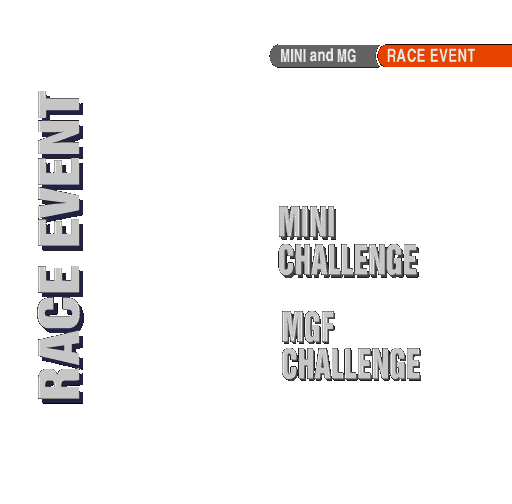 MINI and MG RACE EVENT
RACE EVENT
MINI
CHALLENGE
MGF
CHALLENGE